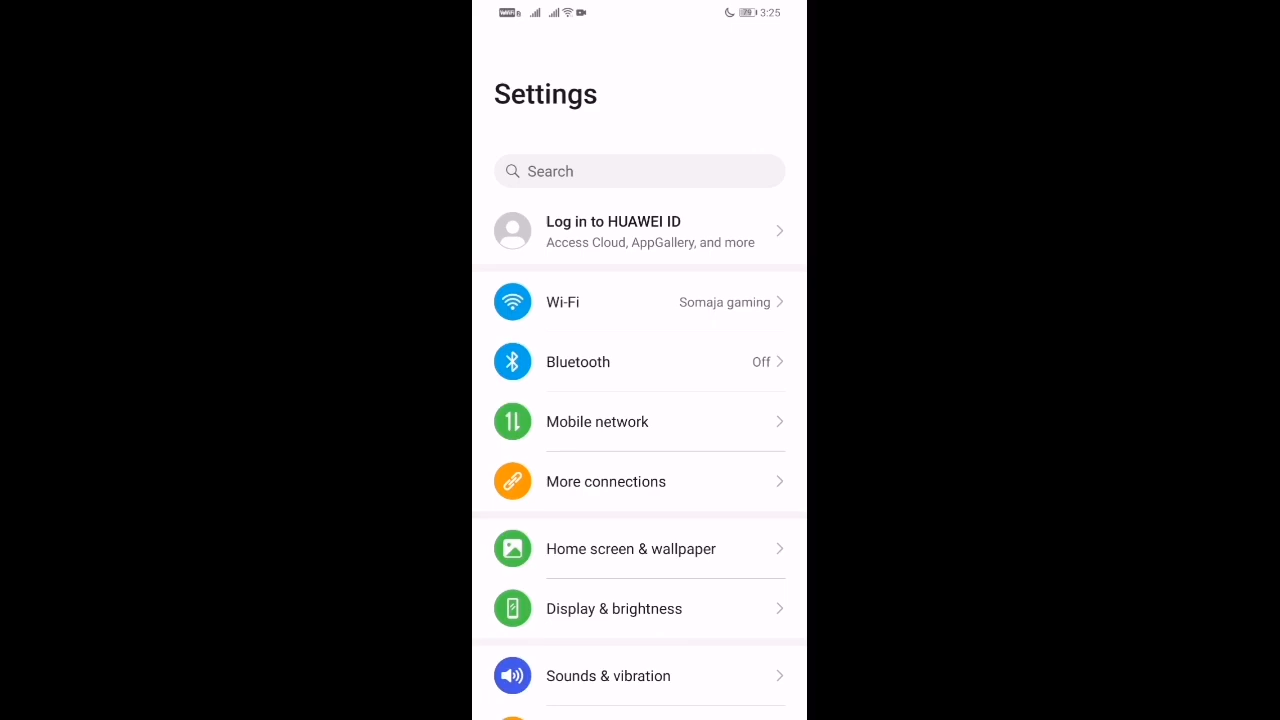 3:25
Settings
Search
Log in to HUAWEI ID
Access Cloud, AppGallery, and more
Wi-Fi Somaja gaming
Bluetooth Off
Mobile network
More connections
Home screen & wallpaper
Display & brightness
Sounds & vibration